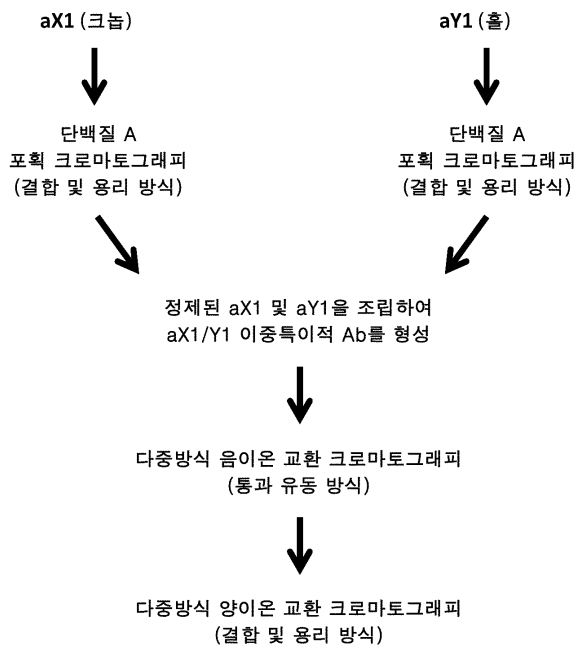 aX1 (크놉)
aY1 (홀)
단백질 A
포획 크로마토그래피
(결합 및 용리 방식)
단백질 A
포획 크로마토그래피
(결합 및 용리 방식)
정제된 aX1 및 aY1을 조립하여
aX1/Y1 이중특이적 Ab를 형성
다중방식 음이온 교환 크로마토그래피
(통과 유동 방식)
다중방식 양이온 교환 크로마토그래피
(결합 및 용리 방식)